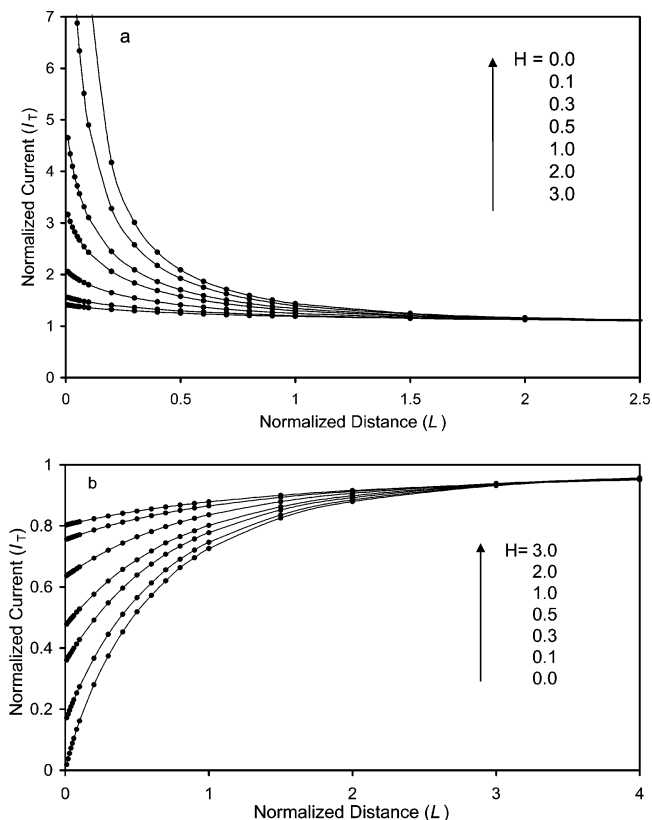 7
6
5
4
3
2
1
0
Normalized Current (IT)
a
H = 0.0
0.1
0.3
0.5
1.0
2.0
3.0
0 0.5 1 1.5 2 2.5
Normalized Distance (L)
1
0.8
0.6
0.4
0.2
0
Normalized Current (IT)
b
H= 3.0
2.0
1.0
0.5
0.3
0.1
0.0
0 1 2 3 4
Normalized Distance (L)